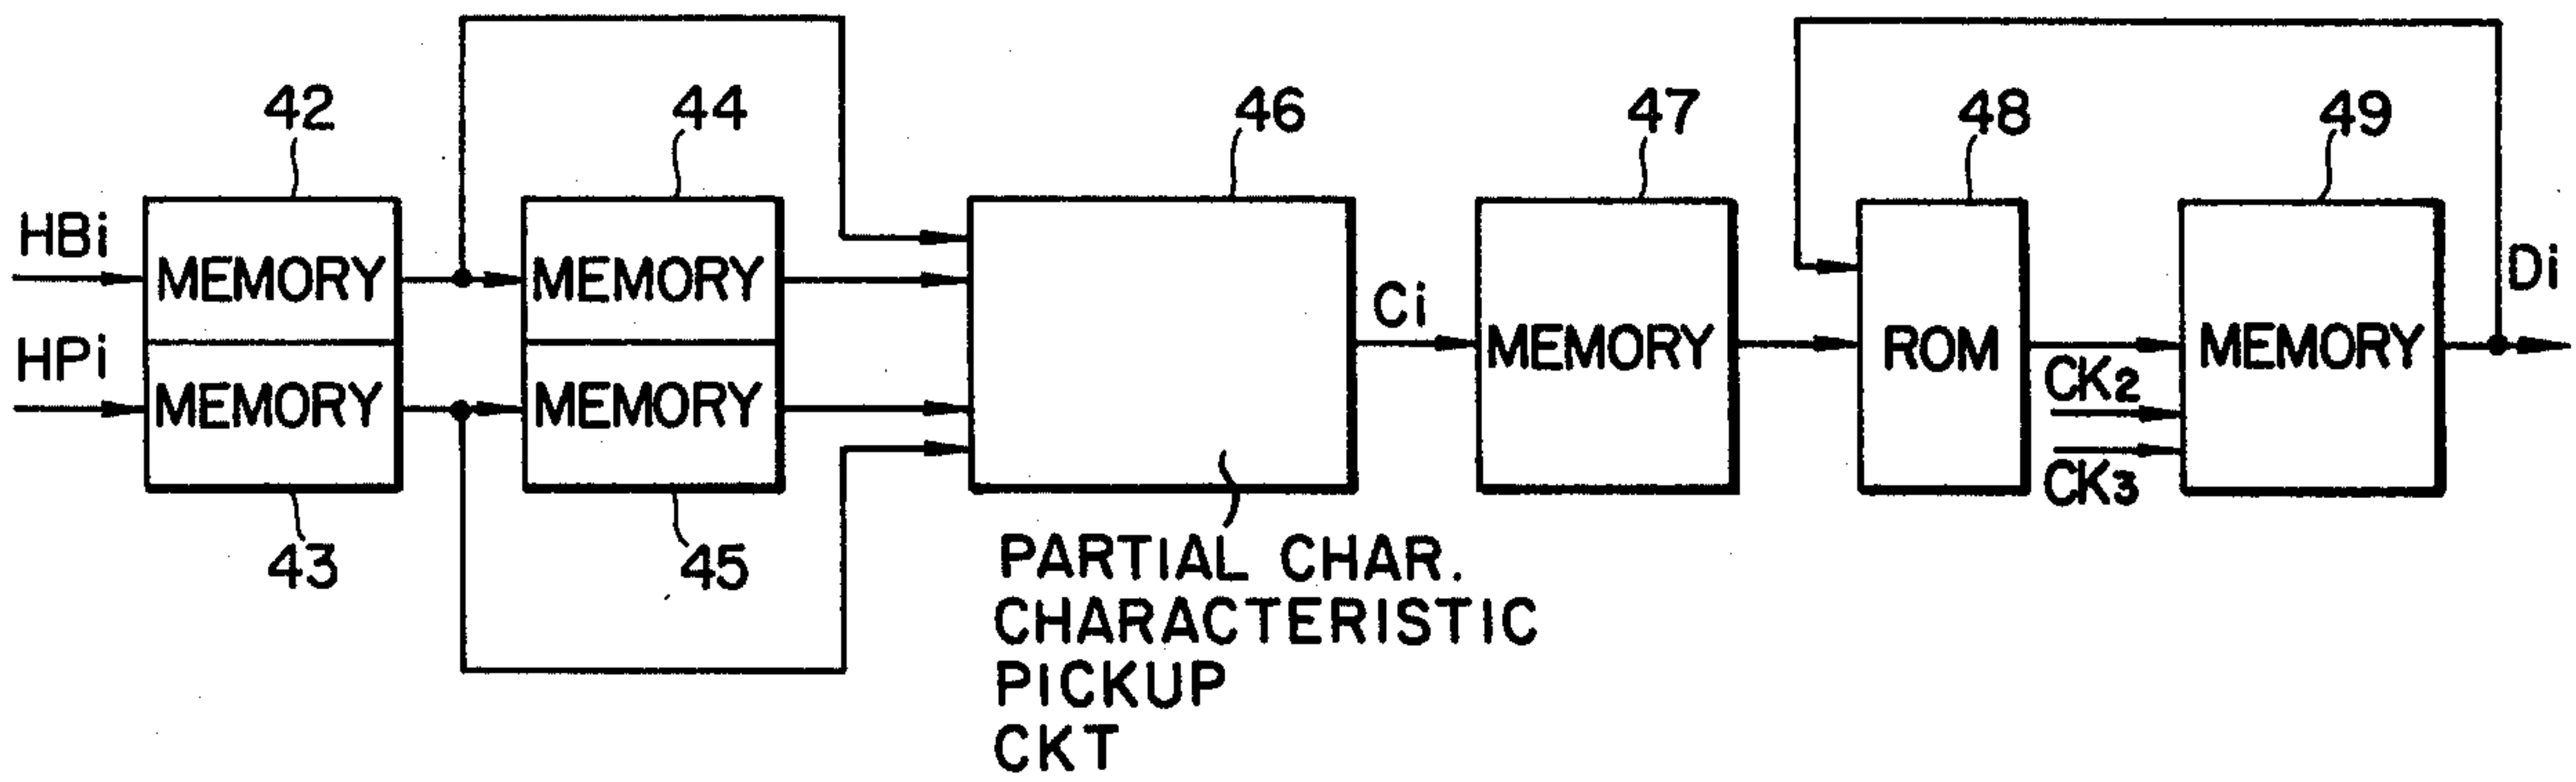 42
44
46
47
48
49
HBi
MEMORY
MEMORY
Ci
MEMORY
ROM
MEMORY
Di
HPi
MEMORY
MEMORY
CK2
CK3
43
45
PARTIAL CHAR.
CHARACTERISTIC
PICKUP
CKT